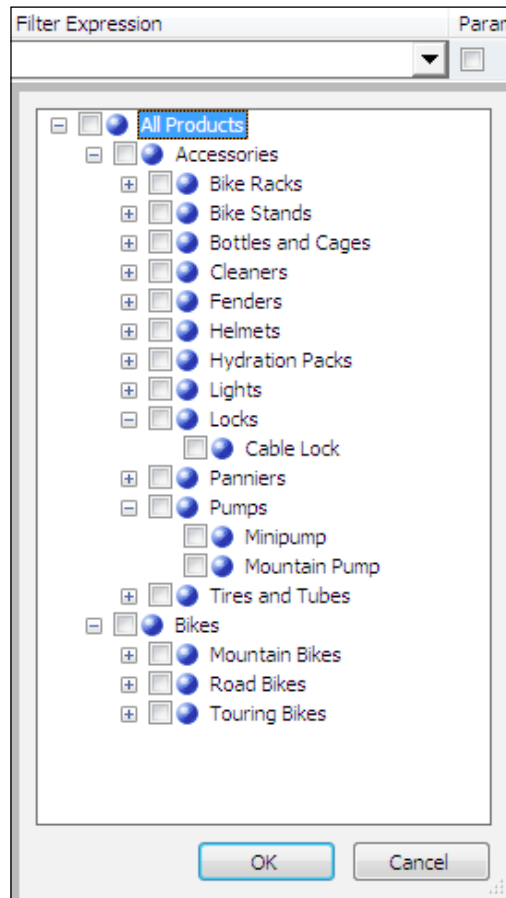 Filter Expression Paran
All Products
Accessories
Bike Racks
Bike Stands
Bottles and Cages
Cleaners
Fenders
Helmets
Hydration Packs
Lights
Locks
Cable Lock
Panniers
Pumps
Minipump
Mountain Pump
Tires and Tubes
Bikes
Mountain Bikes
Road Bikes
Touring Bikes
OK Cancel